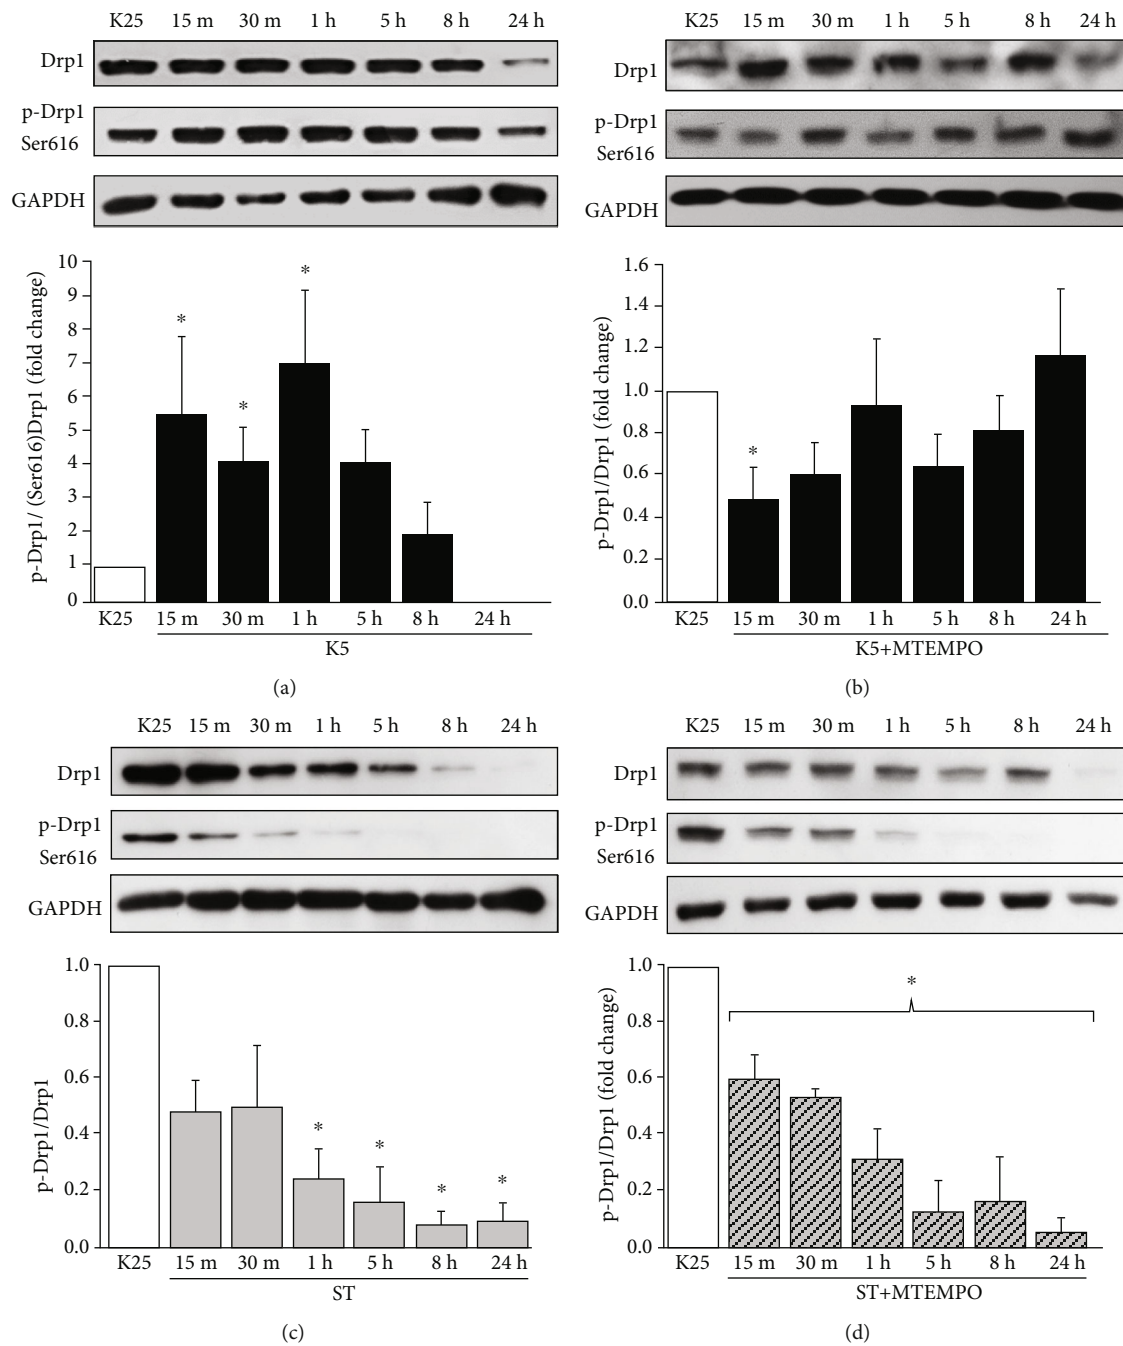 K25 15 m 30 m 1 h 5 h 8 h 24 h
Drp1
p-Drp1
Ser616
GAPDH
10
9
8
7
6
5
4
3
2
1
0
p-Drp1/ (Ser616)Drp1 (fold change)
* * *
K25 15 m 30 m 1 h 5 h 8 h 24 h
K5
(a)
K25 15 m 30 m 1 h 5 h 8 h 24 h
Drp1
p-Drp1
Ser616
GAPDH
1.6
1.4
1.2
1.0
0.8
0.6
0.4
0.2
0.0
p-Drp1/Drp1 (fold change)
*
K25 15 m 30 m 1 h 5 h 8 h 24 h
K5+MTEMPO
(b)
K25 15 m 30 m 1 h 5 h 8 h 24 h
Drp1
p-Drp1
Ser616
GAPDH
1.0
0.8
0.6
0.4
0.2
0.0
p-Drp1/Drp1
* * * *
K25 15 m 30 m 1 h 5 h 8 h 24 h
ST
(c)
K25 15 m 30 m 1 h 5 h 8 h 24 h
Drp1
p-Drp1
Ser616
GAPDH
1.0
0.8
0.6
0.4
0.2
0.0
p-Drp1/Drp1 (fold change)
*
K25 15 m 30 m 1 h 5 h 8 h 24 h
ST+MTEMPO
(d)